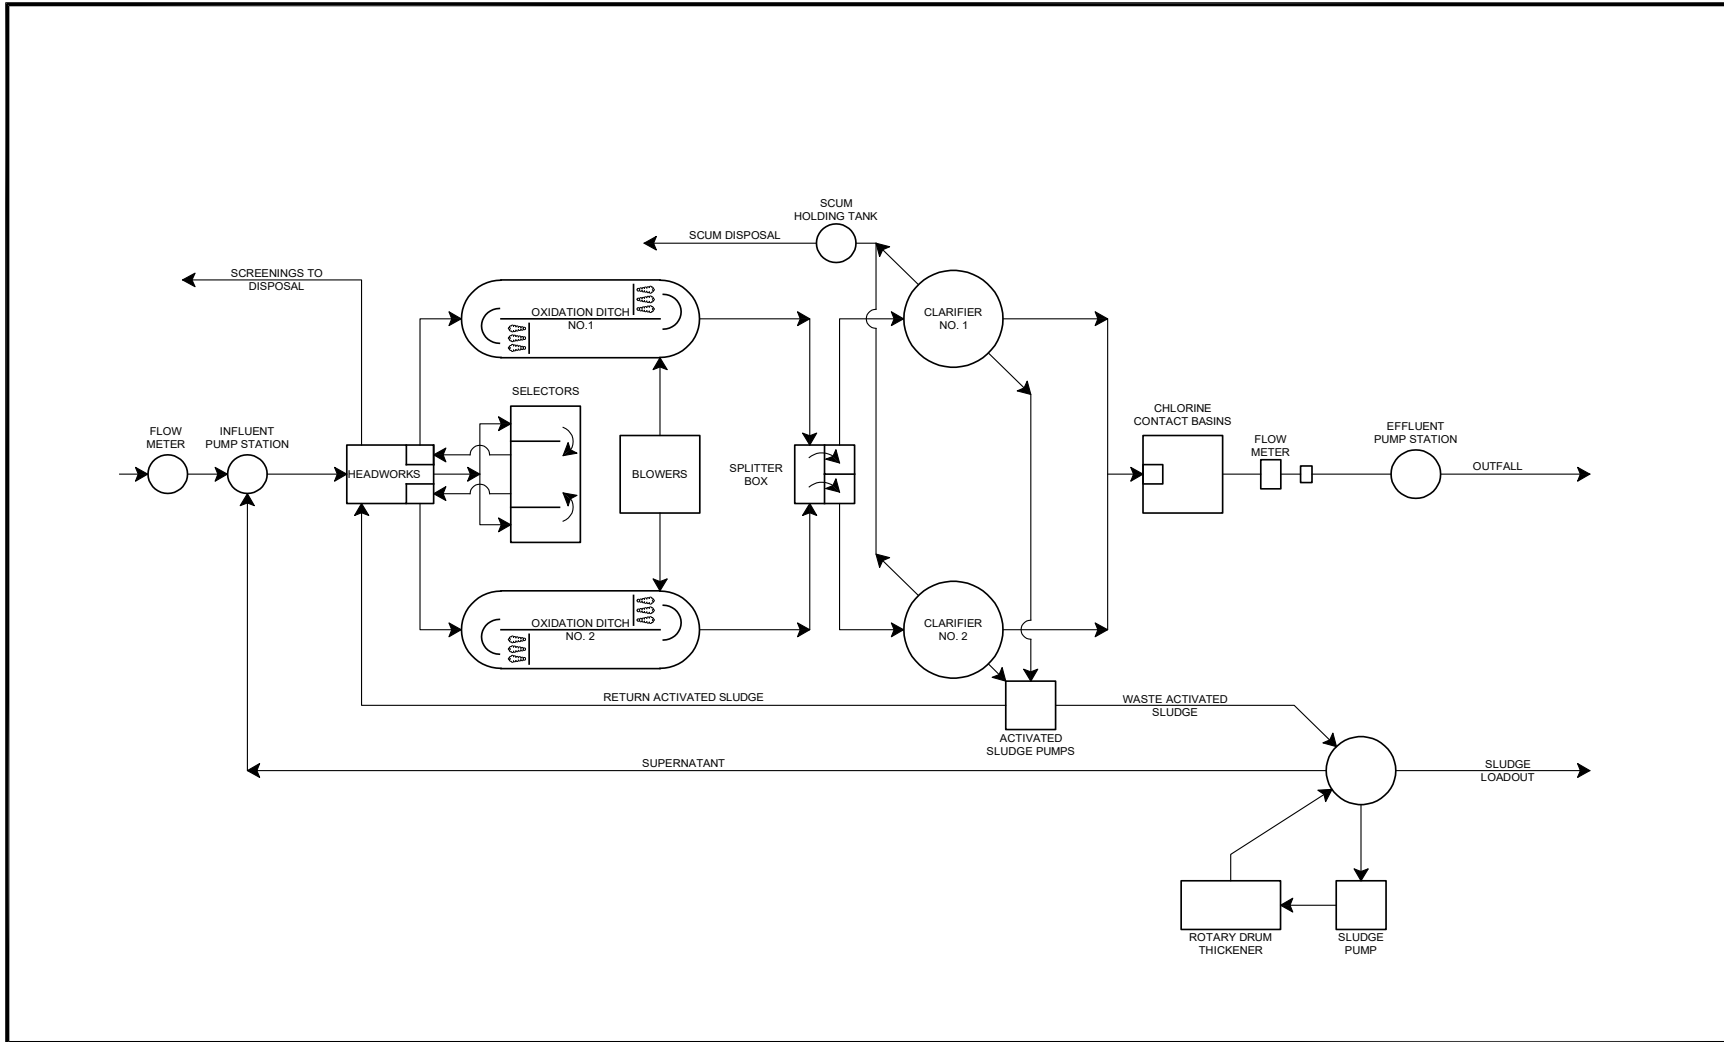 SCUM
HOLDING TANK
SCUM DISPOSAL
SCREENINGS TO
DISPOSAL
OXIDATION DITCH
NO.1
CLARIFIER
NO. 1
SELECTORS
FLOW
METER
INFLUENT
PUMP STATION
HEADWORKS
BLOWERS
SPLITTER
BOX
CHLORINE
CONTACT BASINS
FLOW
METER
EFFLUENT
PUMP STATION
OUTFALL
OXIDATION DITCH
NO. 2
CLARIFIER
NO. 2
RETURN ACTIVATED SLUDGE
WASTE ACTIVATED
SLUDGE
ACTIVATED
SLUDGE PUMPS
SUPERNATANT
SLUDGE
LOADOUT
ROTARY DRUM
THICKENER
SLUDGE
PUMP